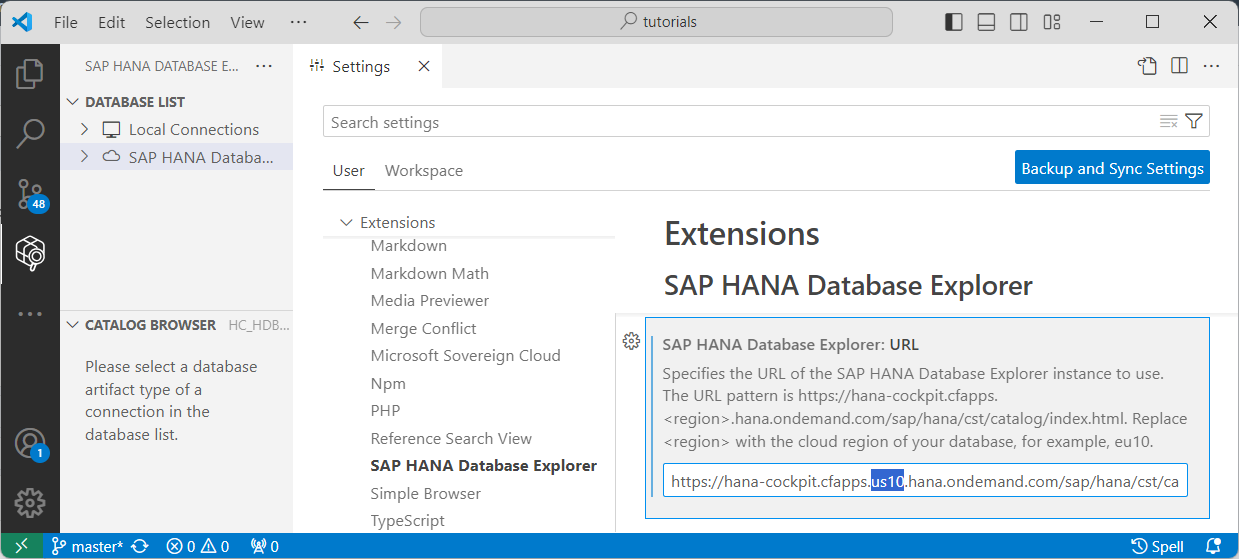 File Edit Selection View ···
tutorials
SAP HANA DATABASE E... ···
Settings
DATABASE LIST
Local Connections
SAP HANA Databa...
Search settings
User Workspace
Backup and Sync Settings
48
Extensions
Markdown
Markdown Math
Media Previewer
Merge Conflict
Microsoft Sovereign Cloud
Npm
PHP
Reference Search View
SAP HANA Database Explorer
Simple Browser
TypeScript
Extensions
SAP HANA Database Explorer
SAP HANA Database Explorer: URL
Specifies the URL of the SAP HANA Database Explorer instance to use.
The URL pattern is https://hana-cockpit.cfapps.
<region>.hana.ondemand.com/sap/hana/cst/catalog/index.html. Replace
<region> with the cloud region of your database, for example, eu10.
https://hana-cockpit.cfapps.us10.hana.ondemand.com/sap/hana/cst/ca
CATALOG BROWSER HC_HDB...
Please select a database
artifact type of a
connection in the
database list.
1
master* 0 0 0 Spell